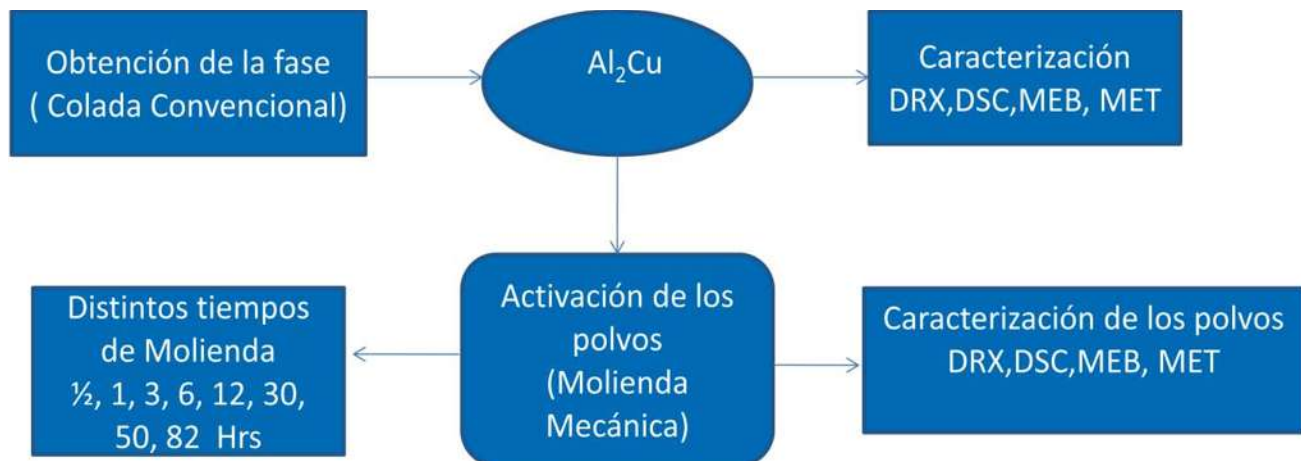 Obtención de la fase
( Colada Convencional)
Al₂Cu
Caracterización
DRX,DSC,MEB, MET
Distintos tiempos
de Molienda
½, 1, 3, 6, 12, 30,
50, 82 Hrs
Activación de los
polvos
(Molienda
Mecánica)
Caracterización de los polvos
DRX,DSC,MEB, MET